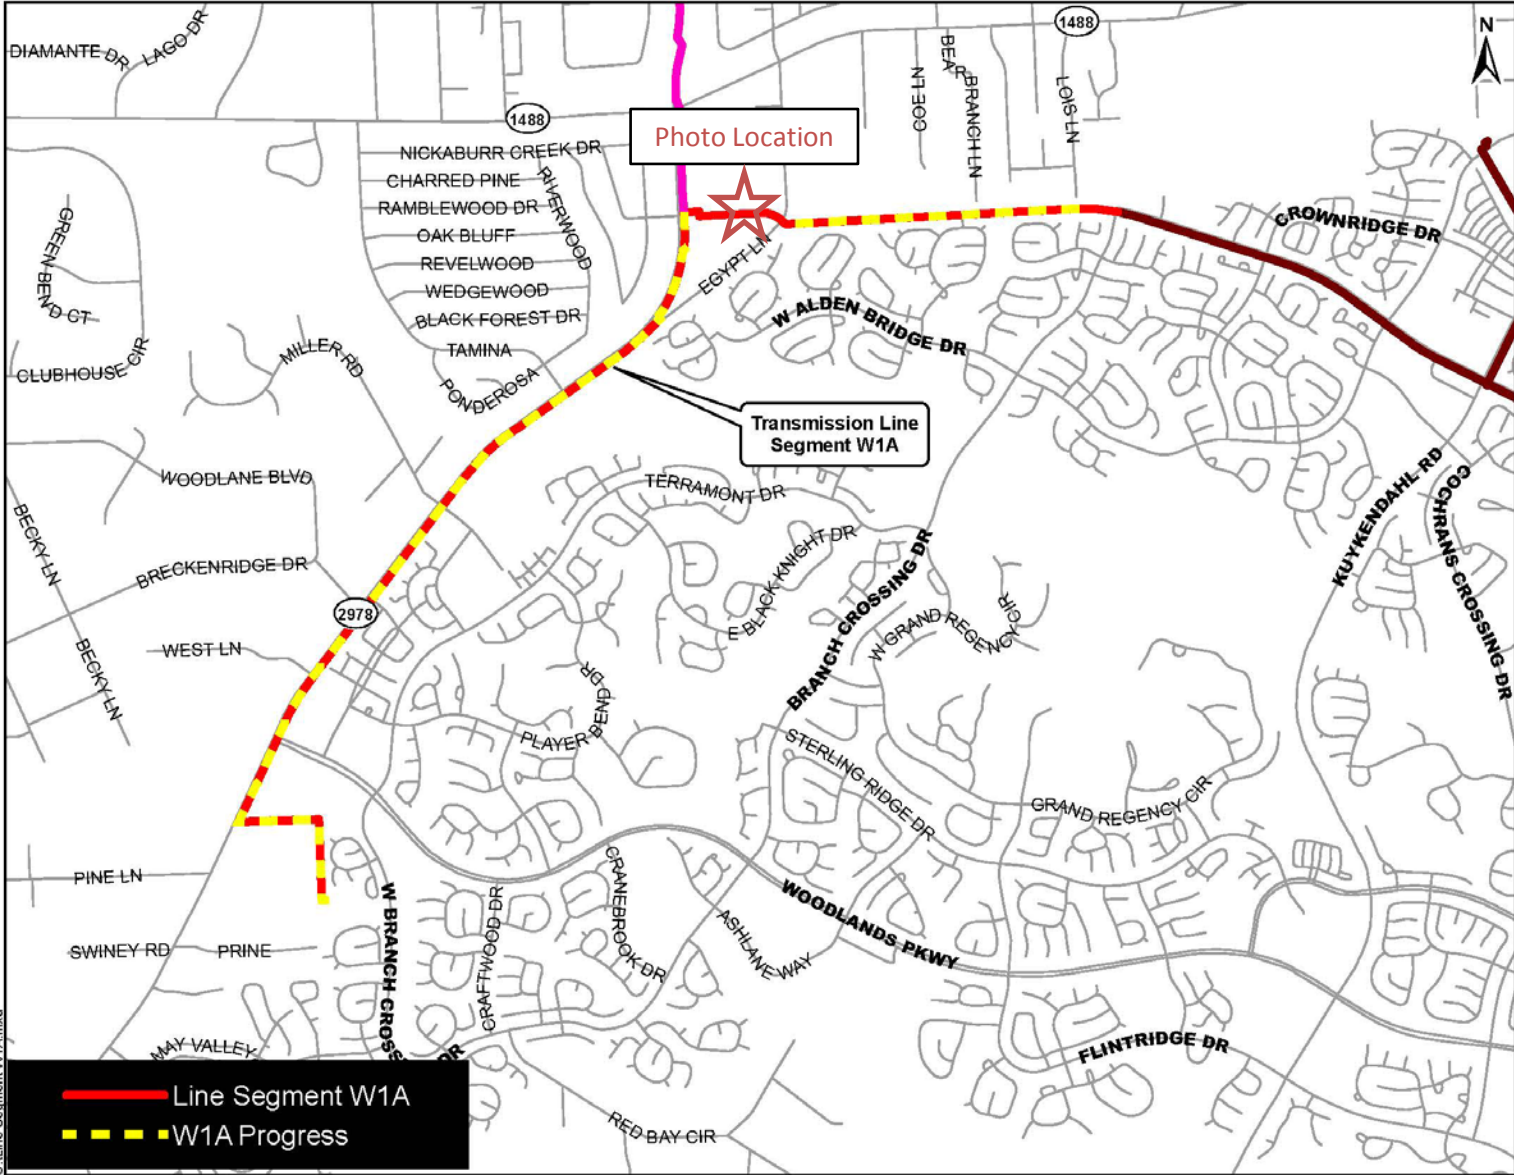 DIAMANTE DR
LAGO DR
1488
N
BEAR BRANCH LN
COE LN
LOIS LN
1488
Photo Location
NICKABURR CREEK DR
CHARRED PINE
RIVERWOOD
RAMBLEWOOD DR
OAK BLUFF
REVELWOOD
WEDGEWOOD
BLACK FOREST DR
TAMINA
PONDEROSA
GREEN BEND CT
CLUBHOUSE CIR
MILLER RD
EGYPT LN
CROWNRIDGE DR
W ALDEN BRIDGE DR
Transmission Line
Segment W1A
WOODLANE BLVD
TERRAMONT DR
KUYKENDAHL RD
COCHRANS CROSSING DR
BECKY LN
BRECKENRIDGE DR
E BLACK KNIGHT DR
BRANCH CROSSING DR
2978
WEST LN
W GRAND REGENCY CIR
BECKY LN
PLAYER BEND DR
STERLING RIDGE DR
GRAND REGENCY CIR
PINE LN
W BRANCH CROSS
DR
CRAFTWOOD DR
CRANEBROOK DR
ASHLANE WAY
WOODLANDS PKWY
SWINEY RD
PRINE
MAY VALLEY
FLINTRIDGE DR
RED BAY CIR
Line Segment W1A
W1A Progress